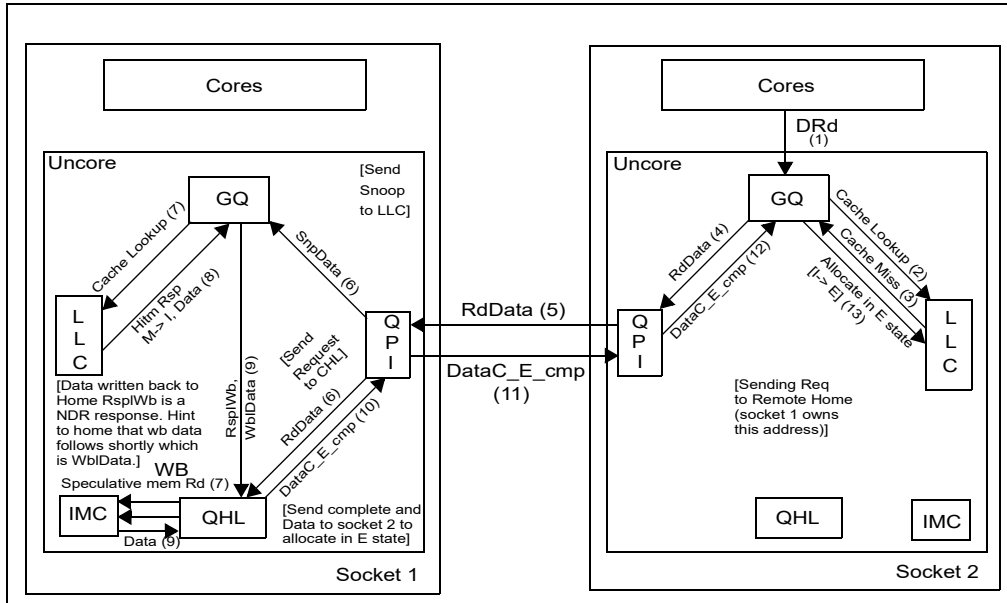 Cores
Uncore
[Send
Snoop
to LLC]
GQ
Cache Lookup (7)
Hitm Rsp
M-> I, Data (8)
SnpData (6)
L
L
C
Q
P
I
[Send
Request
to CHL]
RspIWb,
WblData (9)
RdData (6)
DataC_E_cmp (10)
[Data written back to
Home RspIWb is a
NDR response. Hint
to home that wb data
follows shortly which
is WblData.]
WB
Speculative mem Rd (7)
IMC
QHL
Data (9)
[Send complete and
Data to socket 2 to
allocate in E state]
Socket 1
RdData (5)
DataC_E_cmp
(11)
Cores
DRd
(1)
Uncore
GQ
RdData (4)
DataC_E_cmp (12)
Cache Lookup (2)
Cache Miss (3)
Allocate in E state
[I-> E] (13)
Q
P
I
L
L
C
[Sending Req
to Remote Home
(socket 1 owns
this address)]
QHL
IMC
Socket 2